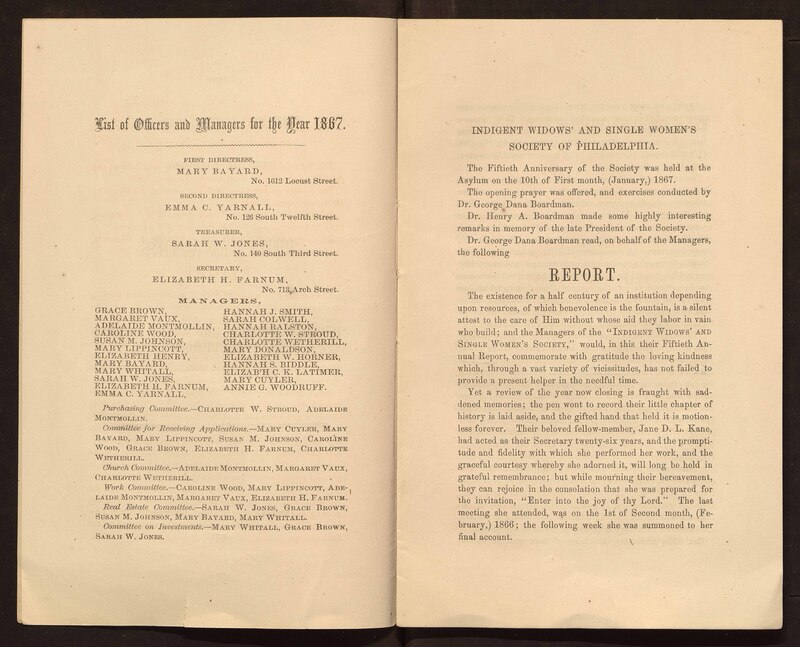 List of Officers and Managers for the Year 1867.
FIRST DIRECTRESS,
MARY BAYARD,
No. 1612 Locust Street.
SECOND DIRECTRESS,
EMMA C. YARNALL,
No. 126 South Twelfth Street.
TREASURER,
SARAH W. JONES,
No. 140 South Third Street.
SECRETARY,
ELIZABETH H. FARNUM,
No. 713 Arch Street.
MANAGERS,
GRACE BROWN,
MARGARET VAUX,
ADELAIDE MONTMOLLIN,
CAROLINE WOOD,
SUSAN M. JOHNSON,
MARY LIPPINCOTT,
ELIZABETH HENRY,
MARY BAYARD,
MARY WHITALL,
SARAH W. JONES,
ELIZABETH H. FARNUM,
EMMA C. YARNALL,
HANNAH J. SMITH,
SARAH COLWELL,
HANNAH RALSTON,
CHARLOTTE W. STROUD,
CHARLOTTE WETHERILL,
MARY DONALDSON,
ELIZABETH W. HORNER,
HANNAH S. BIDDLE,
ELIZAB'H C. K. LATIMER,
MARY CUYLER,
ANNIE G. WOODRUFF.
Purchasing Committee.—CHARLOTTE W. STROUD, ADELAIDE
MONTMOLLIN.
Committee for Receiving Applications.—MARY CUYLER, MARY
BAYARD, MARY LIPPINCOTT, SUSAN M. JOHNSON, CAROLINE
WOOD, GRACE BROWN, ELIZABETH H. FARNUM, CHARLOTTE
WETHERILL.
Church Committee.—ADELAIDE MONTMOLLIN, MARGARET VAUX,
CHARLOTTE WETHERILL.
Work Committee.—CAROLINE WOOD, MARY LIPPINCOTT, ADE-
LAIDE MONTMOLLIN, MARGARET VAUX, ELIZABETH H. FARNUM.
Real Estate Committee.—SARAH W. JONES, GRACE BROWN,
SUSAN M. JOHNSON, MARY BAYARD, MARY WHITALL.
Committee on Investments.—MARY WHITALL, GRACE BROWN,
SARAH W. JONES.
INDIGENT WIDOWS' AND SINGLE WOMEN'S
SOCIETY OF PHILADELPHIA.
The Fiftieth Anniversary of the Society was held at the
Asylum on the 10th of First month, (January,) 1867.
The opening prayer was offered, and exercises conducted by
Dr. George Dana Boardman.
Dr. Henry A. Boardman made some highly interesting
remarks in memory of the late President of the Society.
Dr. George Dana Boardman read, on behalf of the Managers,
the following
REPORT.
The existence for a half century of an institution depending
upon resources, of which benevolence is the fountain, is a silent
attest to the care of Him without whose aid they labor in vain
who build; and the Managers of the "INDIGENT WIDOWS' AND
SINGLE WOMEN'S SOCIETY," would, in this their Fiftieth An-
nual Report, commemorate with gratitude the loving kindness
which, through a vast variety of vicissitudes, has not failed to
provide a present helper in the needful time.
Yet a review of the year now closing is fraught with sad-
dened memories; the pen wont to record their little chapter of
history is laid aside, and the gifted hand that held it is motion-
less forever. Their beloved fellow-member, Jane D. L. Kane,
had acted as their Secretary twenty-six years, and the prompti-
tude and fidelity with which she performed her work, and the
graceful courtesy whereby she adorned it, will long be held in
grateful remembrance; but while mourning their bereavement,
they can rejoice in the consolation that she was prepared for
the invitation, "Enter into the joy of thy Lord." The last
meeting she attended, was on the 1st of Second month, (Fe-
bruary,) 1866; the following week she was summoned to her
final account.